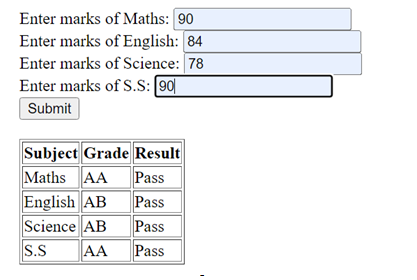 Enter marks of Maths: 90
Enter marks of English: 84
Enter marks of Science: 78
Enter marks of S.S: 90
Submit
Subject Grade Result
Maths AA Pass
English AB Pass
Science AB Pass
S.S AA Pass